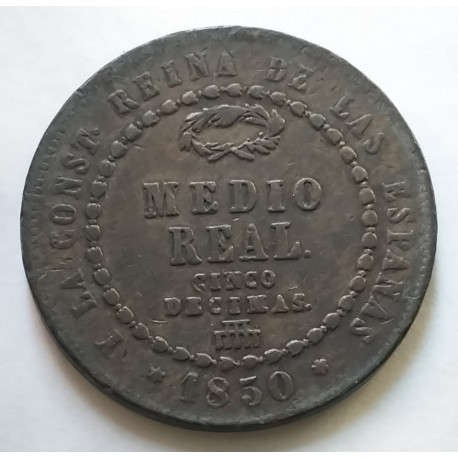 Y LA CONST. REINA DE LAS ESPAÑAS
MEDIO
REAL.
CINCO
DECIMAS.
* 1850 *